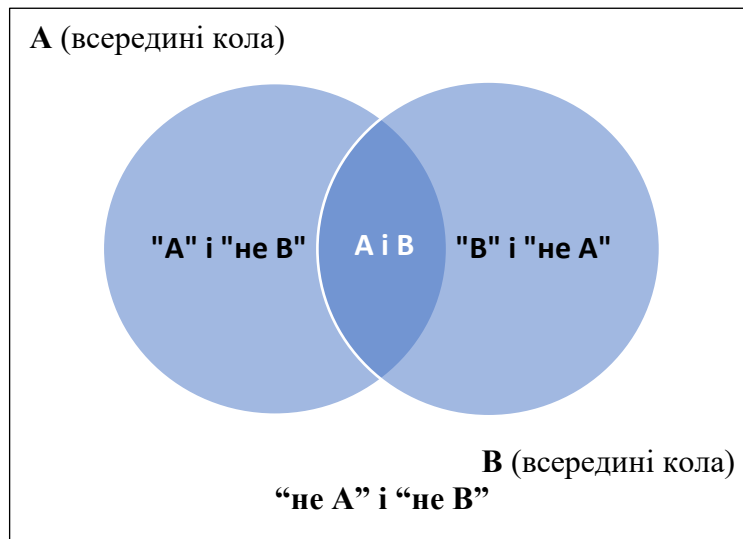 А (всередині кола)
"А" і "не В"
А і В
"В" і "не А"
В (всередині кола)
“не А” і “не В”